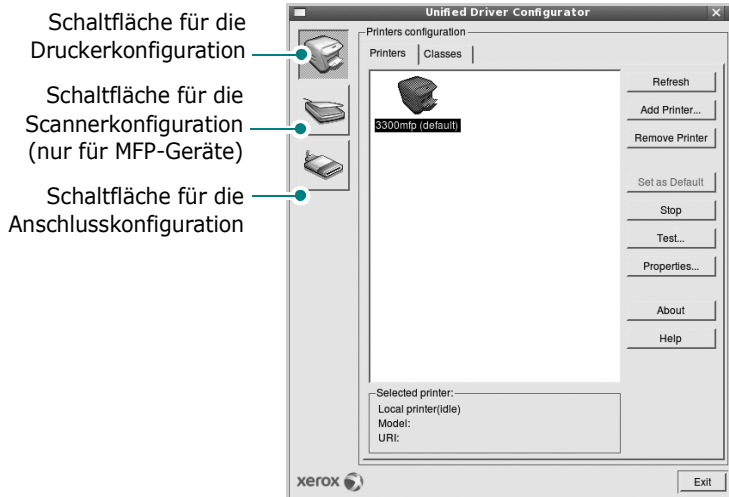 Schaltfläche für die
Druckerkonfiguration
Schaltfläche für die
Scannerkonfiguration
(nur für MFP-Geräte)
Schaltfläche für die
Anschlusskonfiguration
Unified Driver Configurator
Printers configuration
Printers
Classes
3300mfp (default)
Refresh
Add Printer...
Remove Printer
Set as Default
Stop
Test...
Properties...
About
Help
Selected printer:
Local printer(idle)
Model:
URI:
xerox
Exit